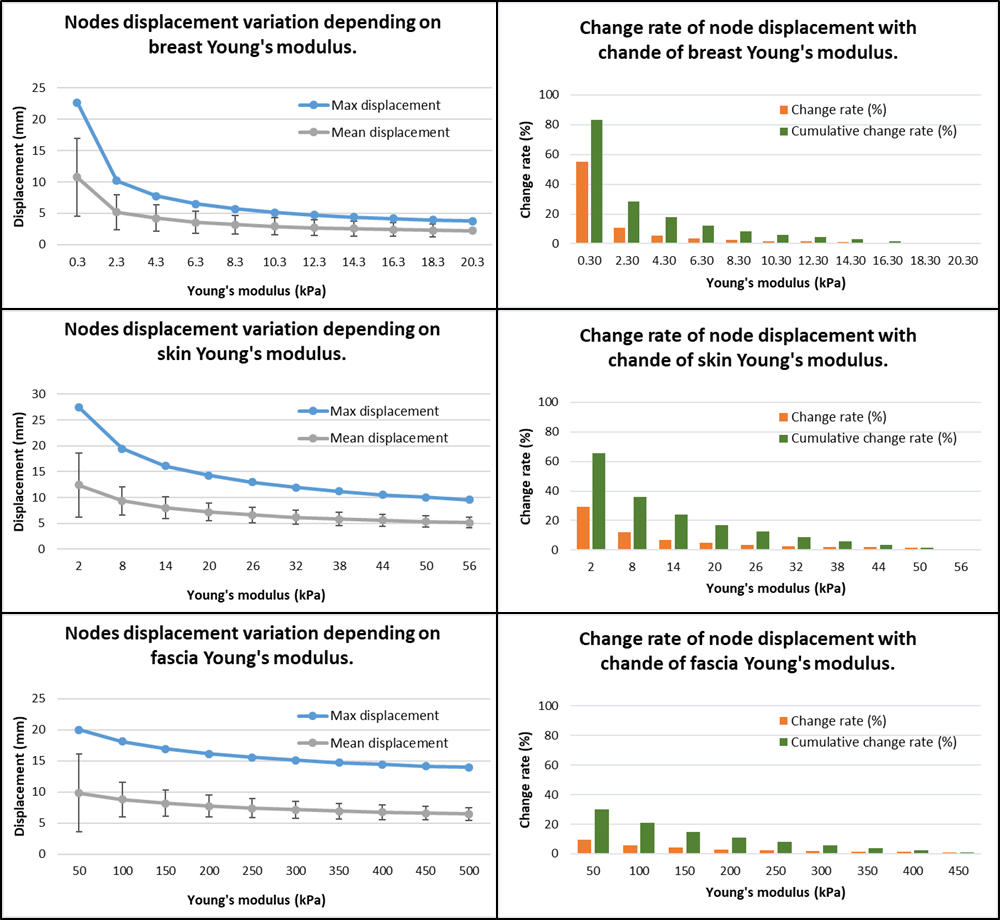 Nodes displacement variation depending on
breast Young's modulus.
25
20
15
10
5
0
Displacement (mm)
Max displacement
Mean displacement
0.3 2.3 4.3 6.3 8.3 10.3 12.3 14.3 16.3 18.3 20.3
Young's modulus (kPa)
Change rate of node displacement with
chande of breast Young's modulus.
100
80
60
40
20
0
Change rate (%)
Change rate (%)
Cumulative change rate (%)
0.30 2.30 4.30 6.30 8.30 10.30 12.30 14.30 16.30 18.30 20.30
Young's modulus (kPa)
Nodes displacement variation depending on
skin Young's modulus.
30
25
20
15
10
5
0
Displacement (mm)
Max displacement
Mean displacement
2 8 14 20 26 32 38 44 50 56
Young's modulus (kPa)
Change rate of node displacement with
chande of skin Young's modulus.
100
80
60
40
20
0
Change rate (%)
Change rate (%)
Cumulative change rate (%)
2 8 14 20 26 32 38 44 50 56
Young's modulus (kPa)
Nodes displacement variation depending on
fascia Young's modulus.
25
20
15
10
5
0
Displacement (mm)
Max displacement
Mean displacement
50 100 150 200 250 300 350 400 450 500
Young's modulus (kPa)
Change rate of node displacement with
chande of fascia Young's modulus.
100
80
60
40
20
0
Change rate (%)
Change rate (%)
Cumulative change rate (%)
50 100 150 200 250 300 350 400 450
Young's modulus (kPa)